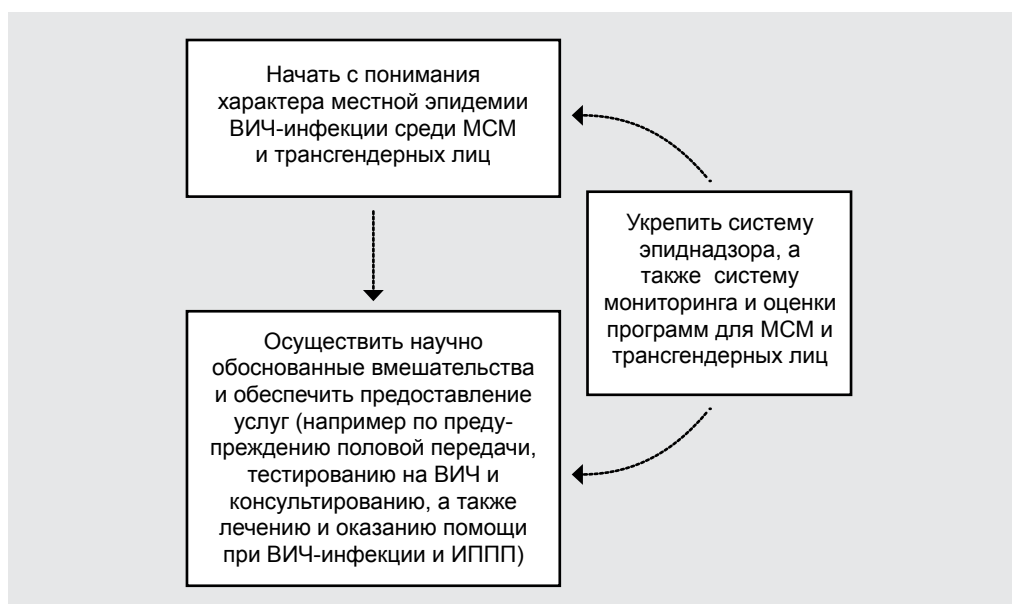 Начать с понимания
характера местной эпидемии
ВИЧ-инфекции среди МСМ
и трансгендерных лиц
Укрепить систему
эпиднадзора, а
также систему
мониторинга и оценки
программ для МСМ и
трансгендерных лиц
Осуществить научно
обоснованные вмешательства
и обеспечить предоставление
услуг (например по преду-
преждению половой передачи,
тестированию на ВИЧ и
консультированию, а также
лечению и оказанию помощи
при ВИЧ-инфекции и ИППП)